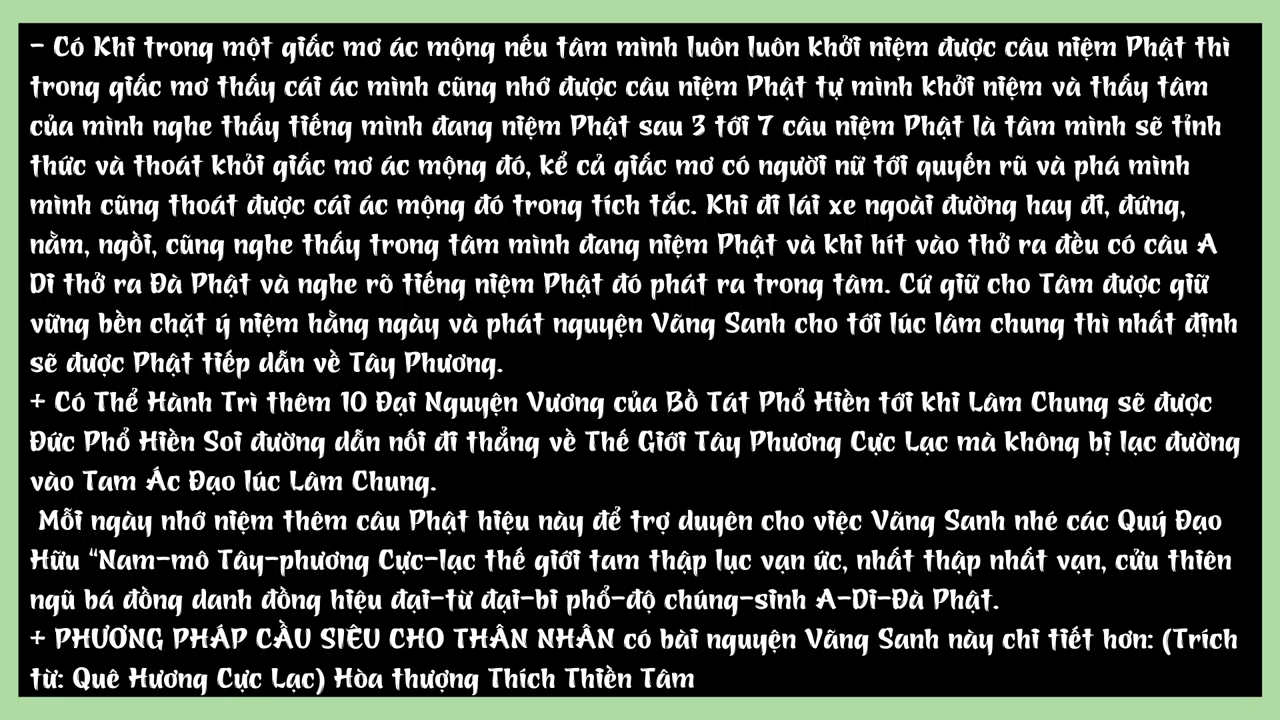 - Có Khi trong một giấc mơ ác mộng nếu tâm mình luôn luôn khởi niệm được câu niệm Phật thì
trong giấc mơ thấy cái ác mình cũng nhớ được câu niệm Phật tự mình khởi niệm và thấy tâm
của mình nghe thấy tiếng mình đang niệm Phật sau 3 tới 7 câu niệm Phật là tâm mình sẽ tỉnh
thức và thoát khỏi giấc mơ ác mộng đó, kể cả giấc mơ có người nữ tới quyến rũ và phá mình
mình cũng thoát được cái ác mộng đó trong tích tắc. Khi đi lái xe ngoài đường hay đi, đứng,
nằm, ngồi, cũng nghe thấy trong tâm mình đang niệm Phật và khi hít vào thở ra đều có câu A
Di thở ra Đà Phật và nghe rõ tiếng niệm Phật đó phát ra trong tâm. Cứ giữ cho Tâm được giữ
vững bền chặt ý niệm hằng ngày và phát nguyện Vãng Sanh cho tới lúc lâm chung thì nhất định
sẽ được Phật tiếp dẫn về Tây Phương.
+ Có Thể Hành Trì thêm 10 Đại Nguyện Vương của Bồ Tát Phổ Hiền tới khi Lâm Chung sẽ được
Đức Phổ Hiền Soi đường dẫn nối đi thẳng về Thế Giới Tây Phương Cực Lạc mà không bị lạc đường
vào Tam Ác Đạo lúc Lâm Chung.
Mỗi ngày nhớ niệm thêm câu Phật hiệu này để trợ duyên cho việc Vãng Sanh nhé các Quý Đạo
Hữu "Nam-mô Tây-phương Cực-lạc thế giới tam thập lục vạn ức, nhất thập nhất vạn, cửu thiên
ngũ bá đồng danh đồng hiệu đại-từ đại-bi phổ-độ chúng-sinh A-Di-Đà Phật.
+ PHƯƠNG PHÁP CẦU SIÊU CHO THÂN NHÂN có bài nguyện Vãng Sanh này chi tiết hơn: (Trích
từ: Quê Hương Cực Lạc) Hòa thượng Thích Thiền Tâm